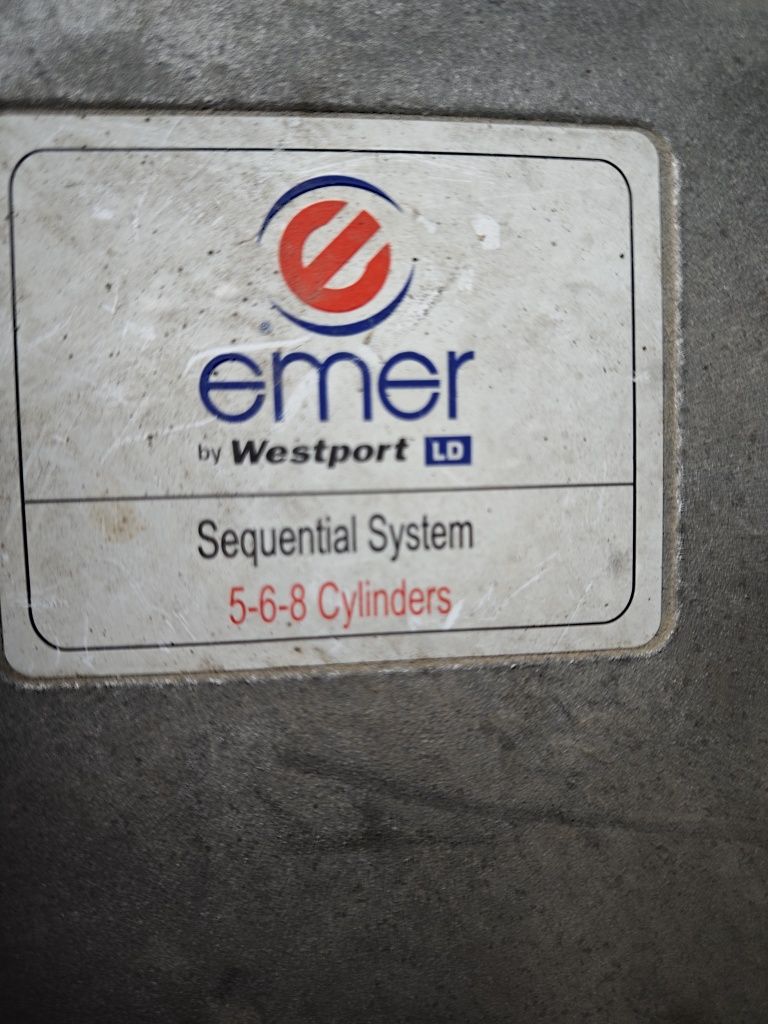 ®
emer
by Westport LD
Sequential System
5-6-8 Cylinders